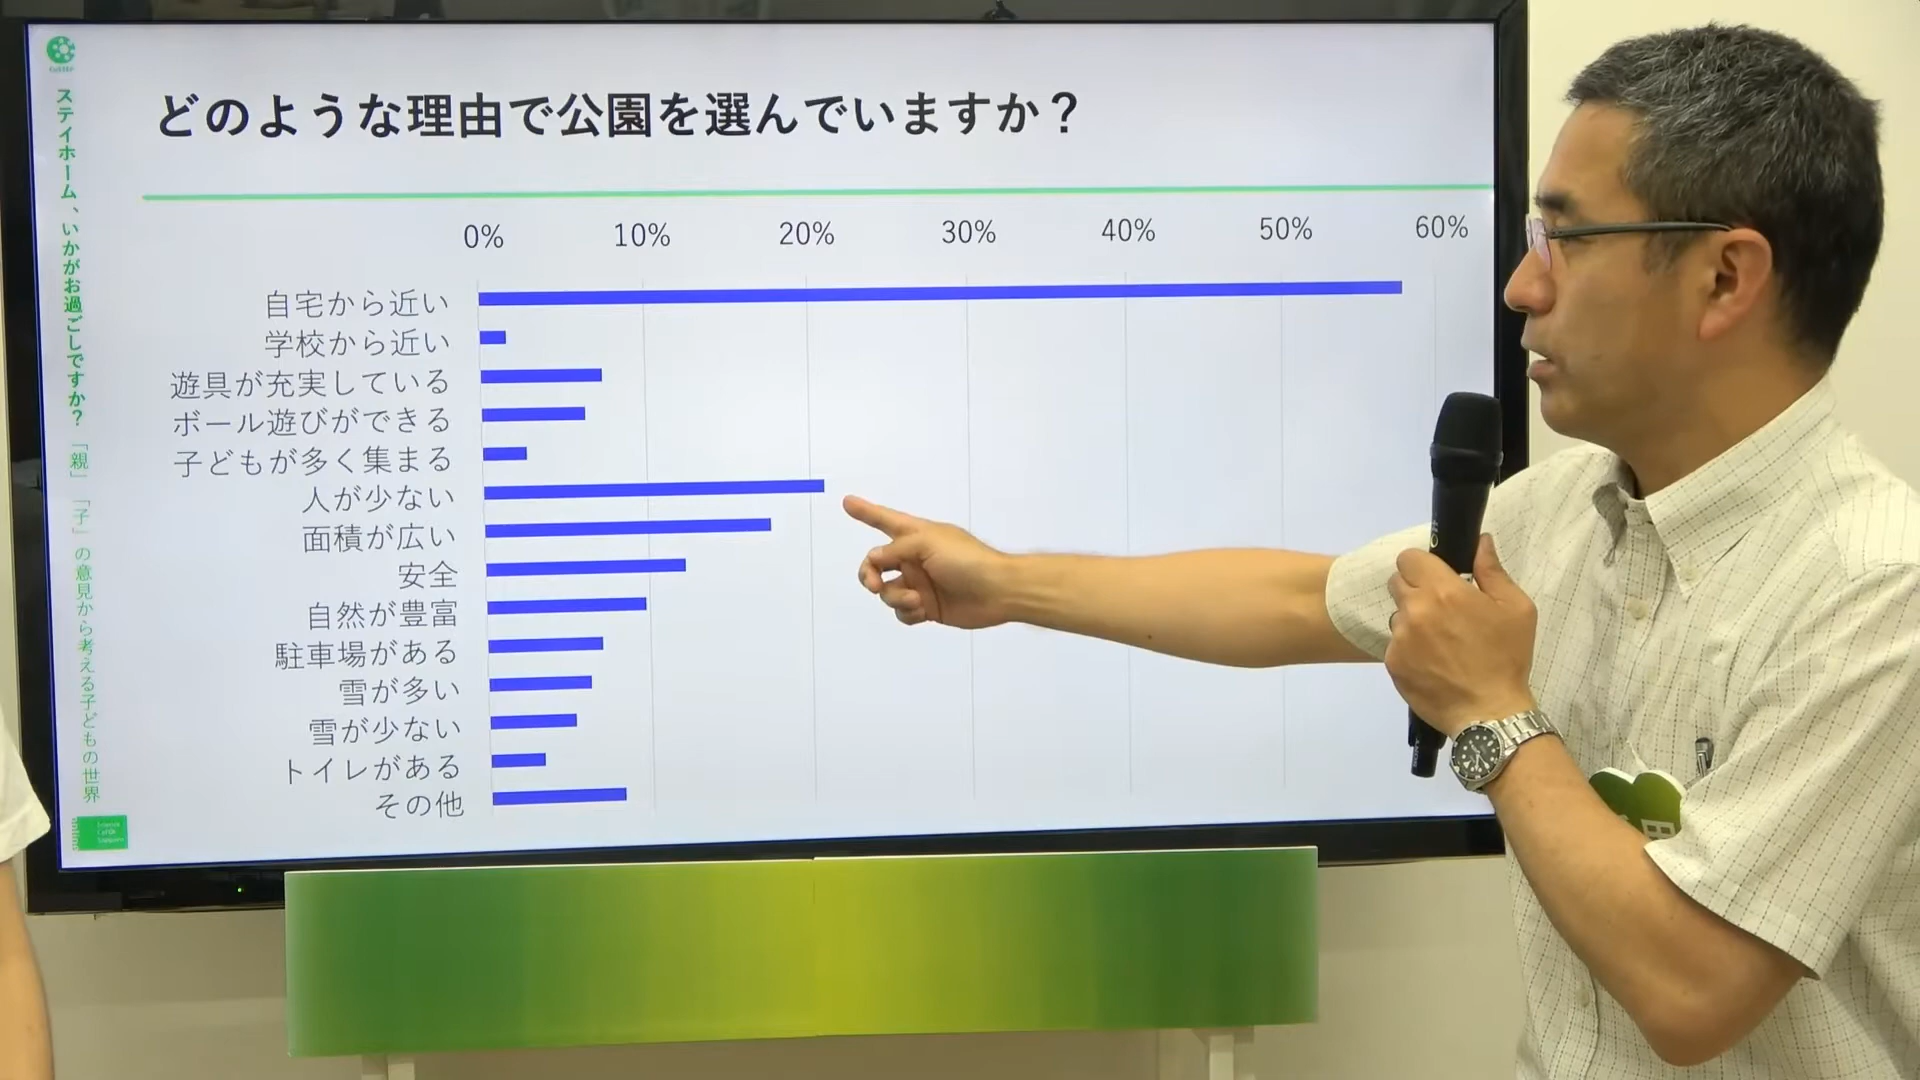 どのような理由で公園を選んでいますか？
0% 10% 20% 30% 40% 50% 60%
自宅から近い
学校から近い
遊具が充実している
ボール遊びができる
子どもが多く集まる
人が少ない
面積が広い
安全
自然が豊富
駐車場がある
雪が多い
雪が少ない
トイレがある
その他
ステイホーム、いかがお過ごしですか？「親」「子」の意見から考える子どもの世界